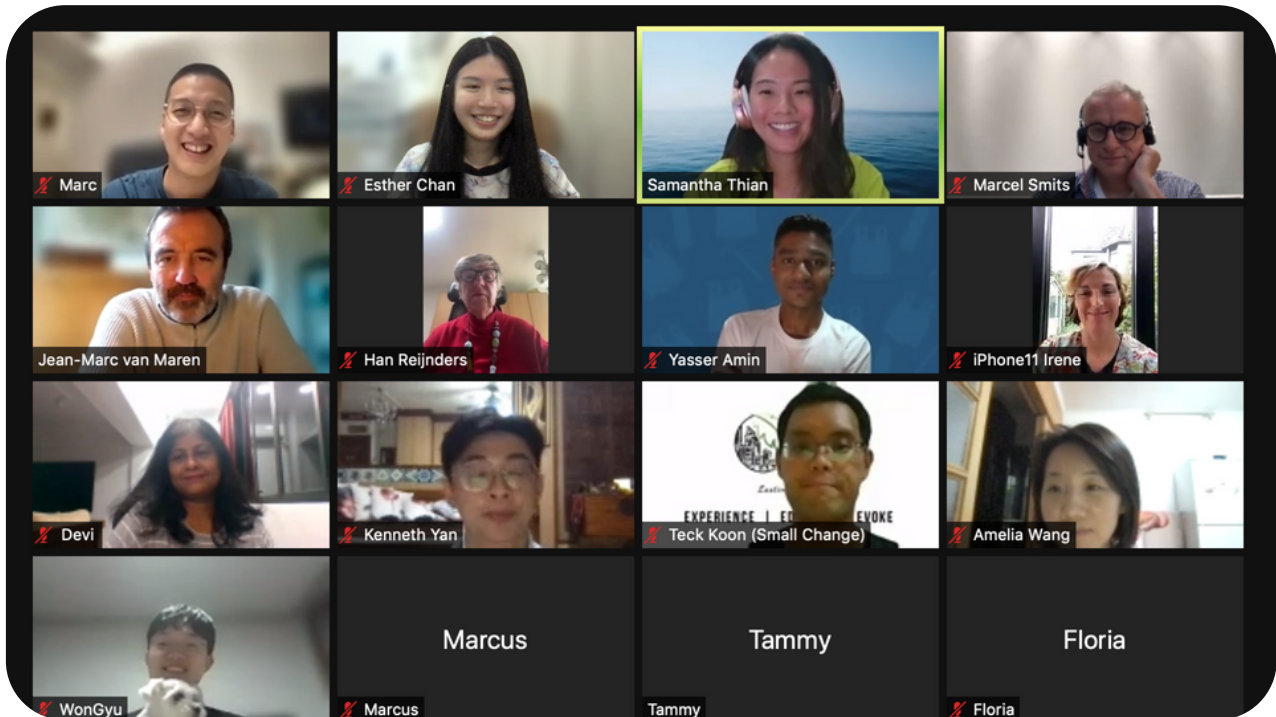 Marc
Esther Chan
Samantha Thian
Marcel Smits
Jean-Marc van Maren
Han Reijnders
Yasser Amin
iPhone11 Irene
EXPERIENCE |
EVOKE
Devi
Kenneth Yan
Teck Koon (Small Change)
Amelia Wang
Marcus
Tammy
Floria
WonGyu
Marcus
Tammy
Floria